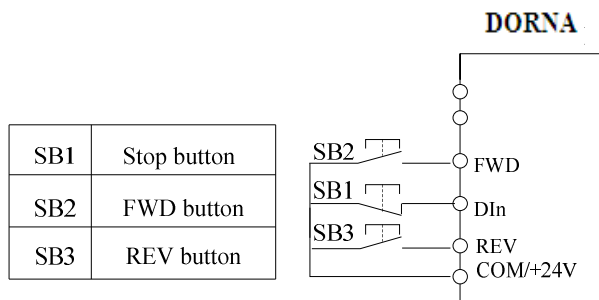 DORNA
SB1 Stop button
SB2 FWD button
SB3 REV button
SB2
FWD
SB1
DIn
SB3
REV
COM/+24V